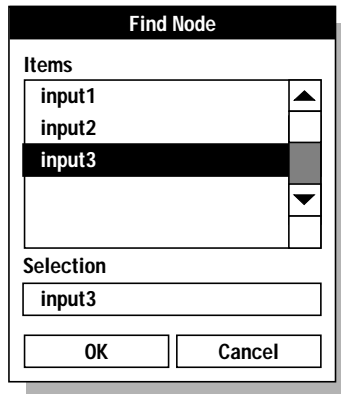 Find Node
Items
input1
input2
input3
Selection
input3
OK Cancel